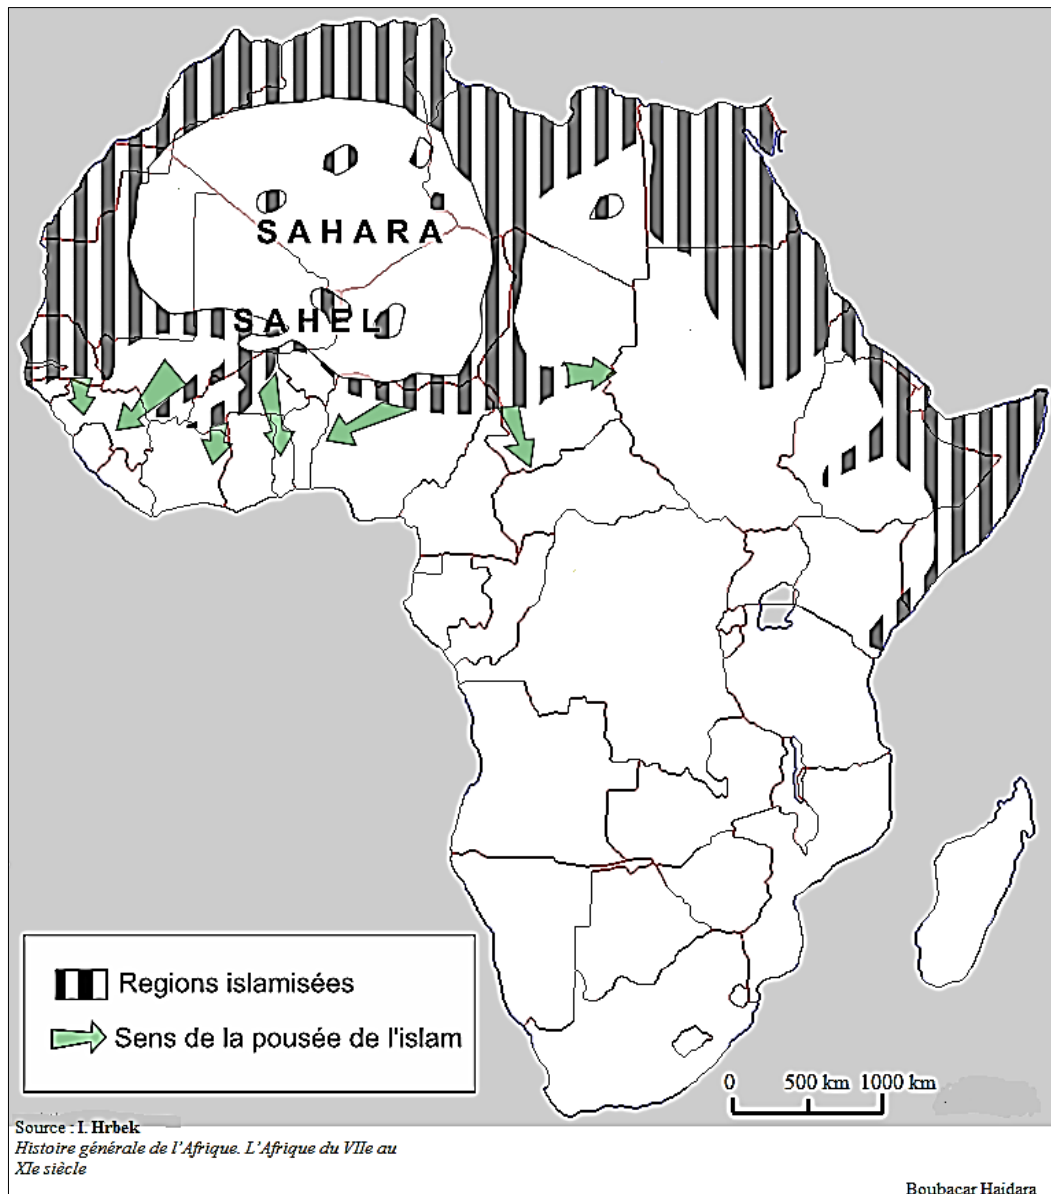 SAHARA
SAHEL
Regions islamisées
Sens de la pousée de l'islam
0 500 km 1000 km
Source : I. Hrbek
Histoire générale de l'Afrique. L'Afrique du VIIe au
XIe siècle
Boubacar Haidara